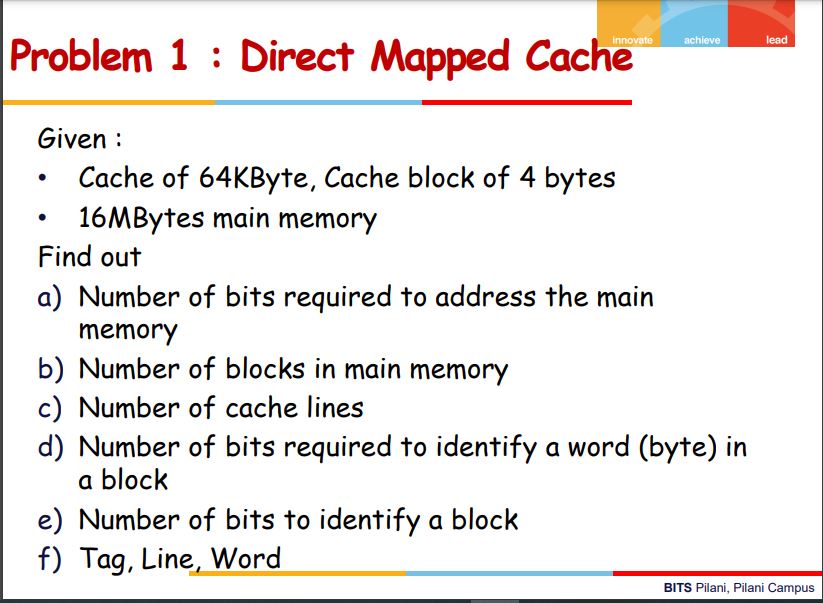 innovate achieve lead
Problem 1 : Direct Mapped Cache
Given :
• Cache of 64KByte, Cache block of 4 bytes
• 16MBytes main memory
Find out
a) Number of bits required to address the main
memory
b) Number of blocks in main memory
c) Number of cache lines
d) Number of bits required to identify a word (byte) in
a block
e) Number of bits to identify a block
f) Tag, Line, Word
BITS Pilani, Pilani Campus